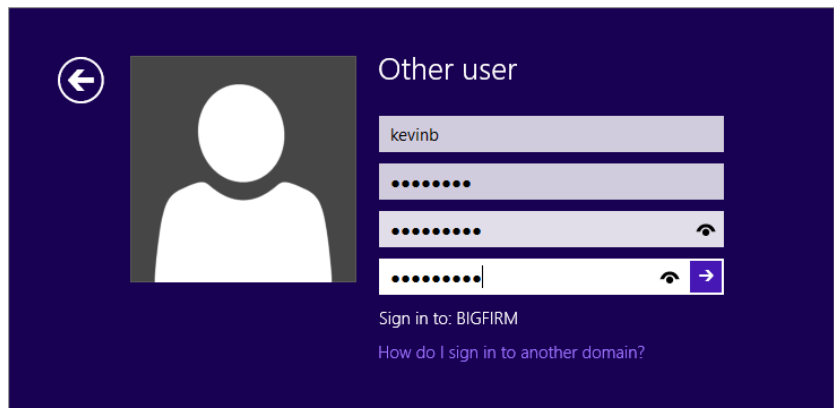 Other user
kevinb
••••••••
•••••••••
•••••••••
Sign in to: BIGFIRM
How do I sign in to another domain?